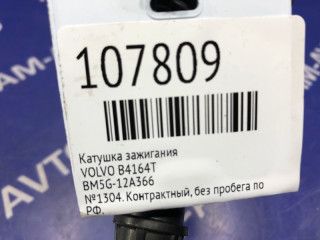 107809
Катушка зажигания
VOLVO B4164T
BM5G-12A366
№1304. Контрактный, без пробега по
РФ.